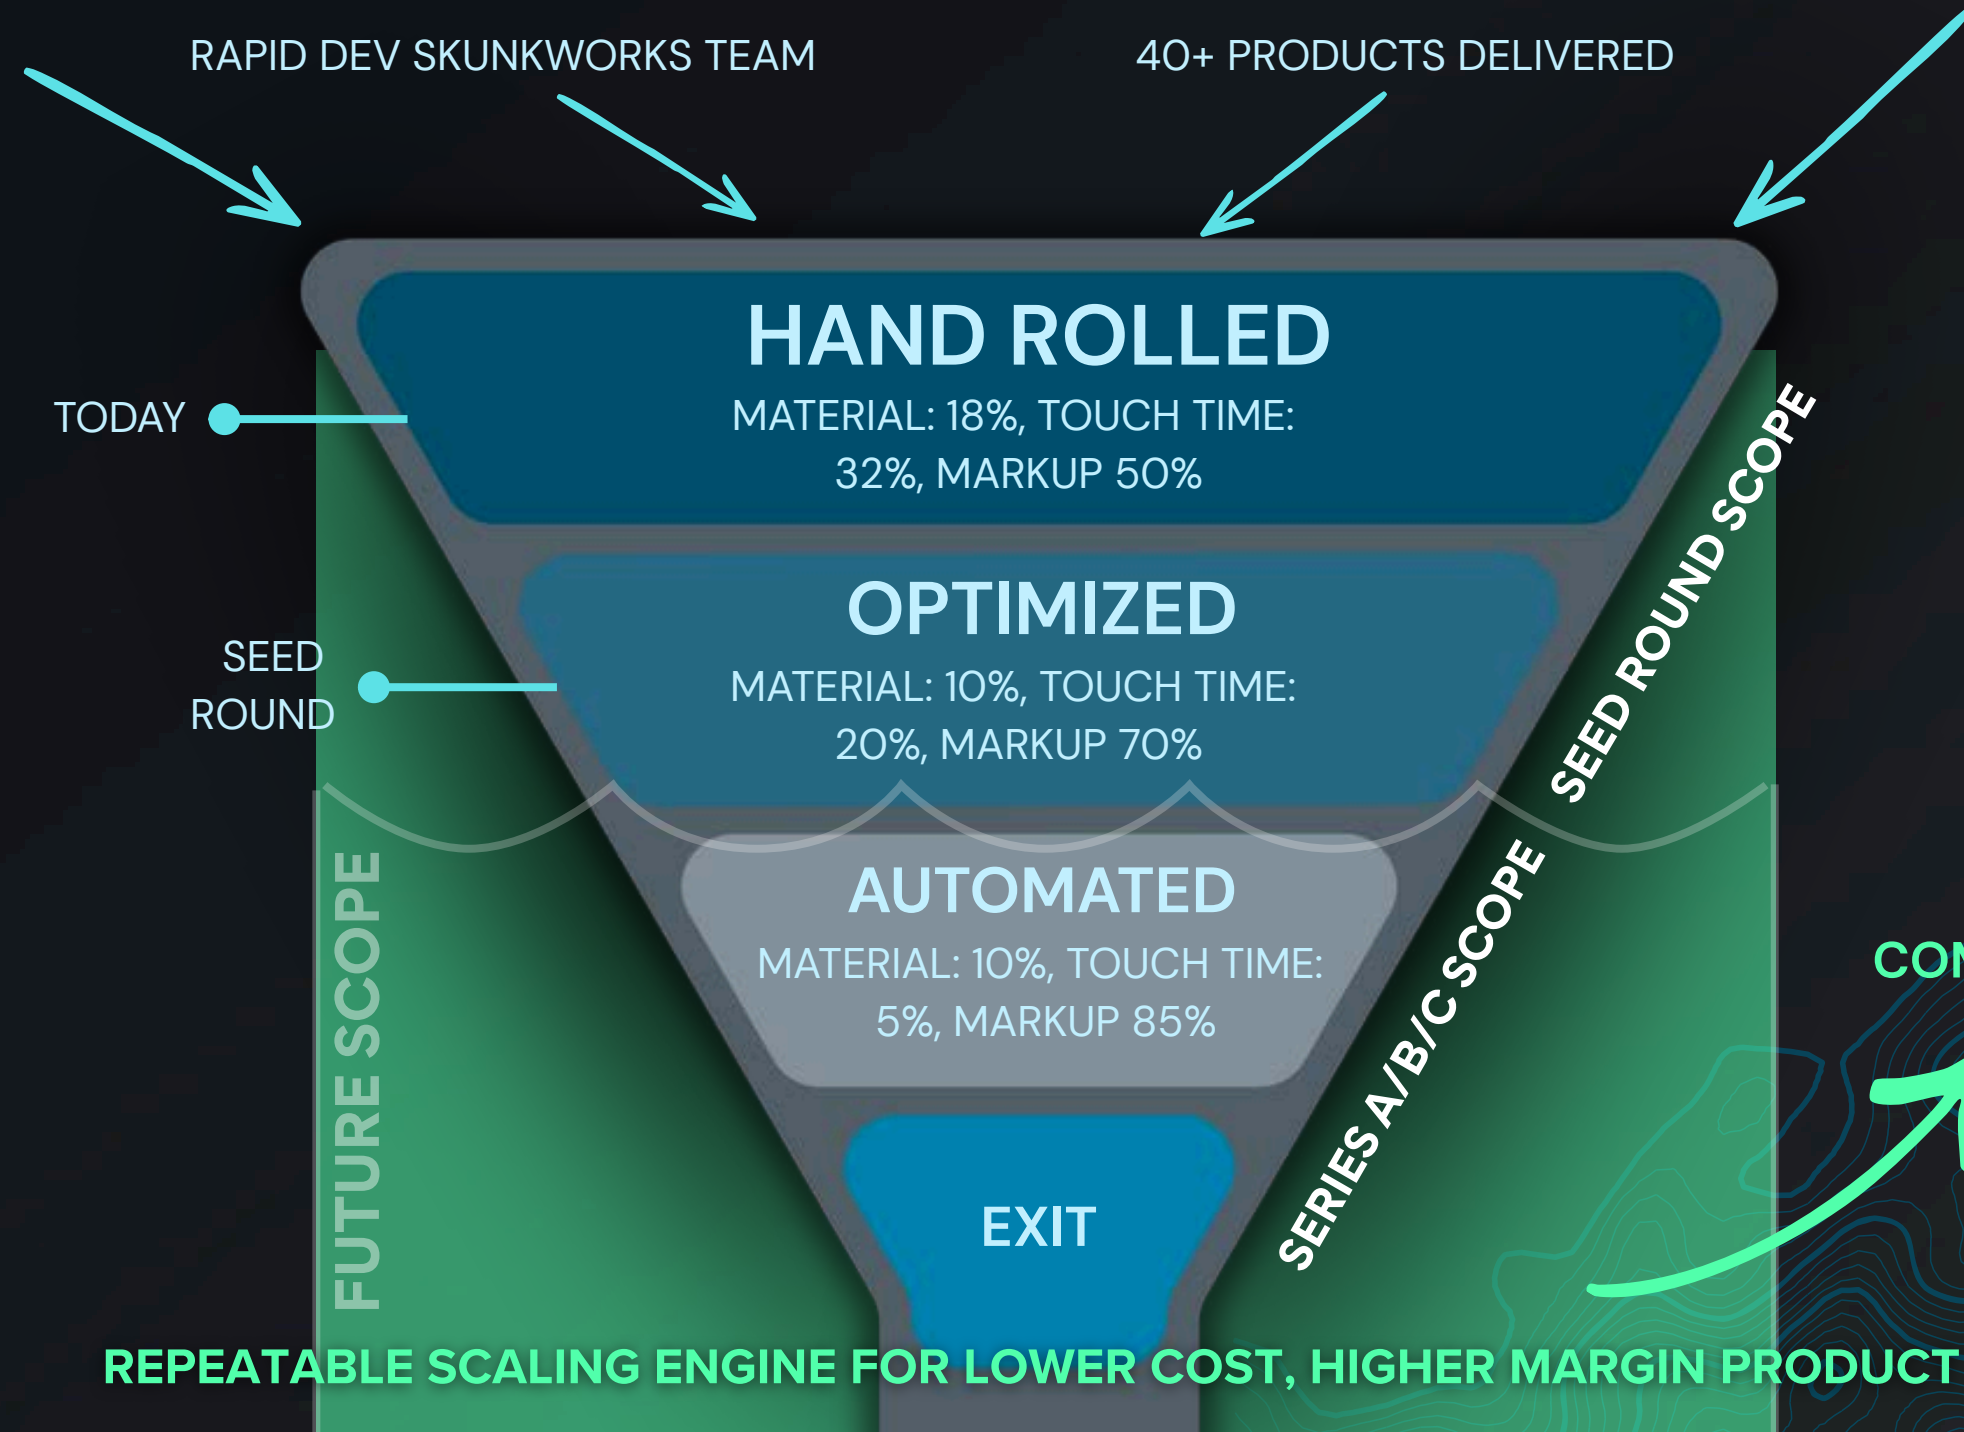 RAPID DEV SKUNKWORKS TEAM
40+ PRODUCTS DELIVERED
HAND ROLLED
MATERIAL: 18%, TOUCH TIME:
32%, MARKUP 50%
TODAY
OPTIMIZED
MATERIAL: 10%, TOUCH TIME:
20%, MARKUP 70%
SEED
ROUND
SEED ROUND SCOPE
AUTOMATED
MATERIAL: 10%, TOUCH TIME:
5%, MARKUP 85%
SERIES A/B/C SCOPE
FUTURE SCOPE
EXIT
REPEATABLE SCALING ENGINE FOR LOWER COST, HIGHER MARGIN PRODUCT